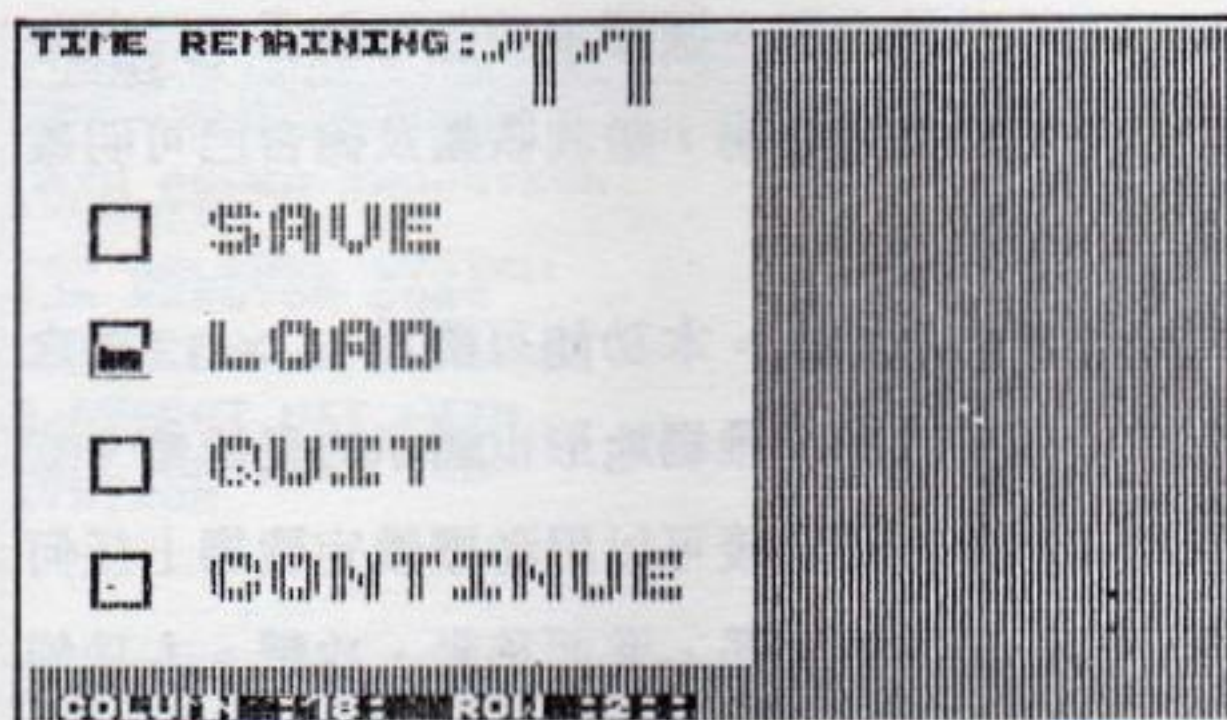 TIME REMAINING:
SAVE
LOAD
QUIT
CONTINUE
COLUMN :18: ROW :2::